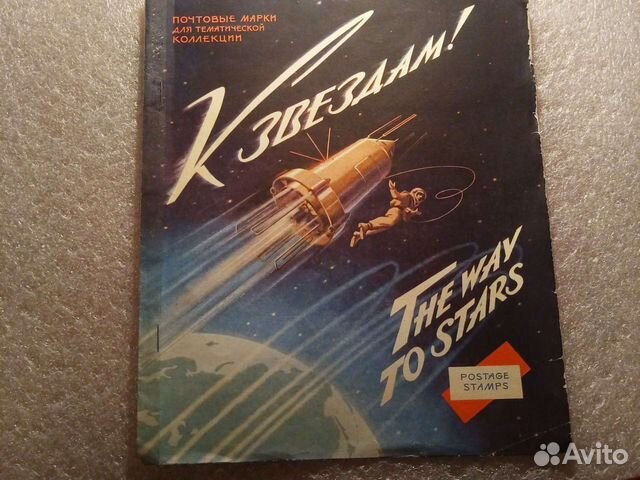 ПОЧТОВЫЕ МАРКИ
ДЛЯ ТЕМАТИЧЕСКОЙ
КОЛЛЕКЦИИ
К ЗВЕЗДАМ!
THE WAY
TO STARS
POSTAGE
STAMPS
Avito